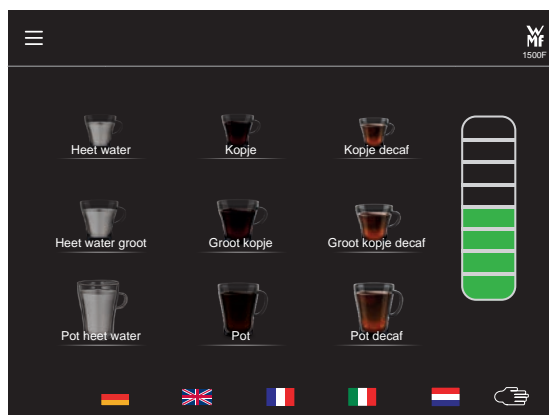 WMF
1500F
Heet water
Kopje
Kopje decaf
Heet water groot
Groot kopje
Groot kopje decaf
Pot heet water
Pot
Pot decaf